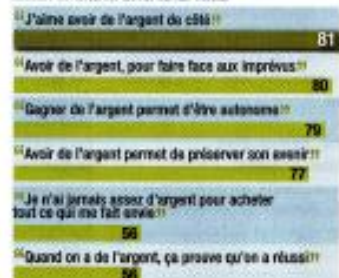 "J'aime avoir de l'argent de côté"
81
"Avoir de l'argent, pour faire face aux imprévus"
80
"Gagner de l'argent permet d'être autonome"
79
"Avoir de l'argent permet de préserver son avenir"
77
"Je n'ai jamais assez d'argent pour acheter
tout ce qui me fait envie"
56
"Quand on a de l'argent, ça prouve qu'on a réussi"
56